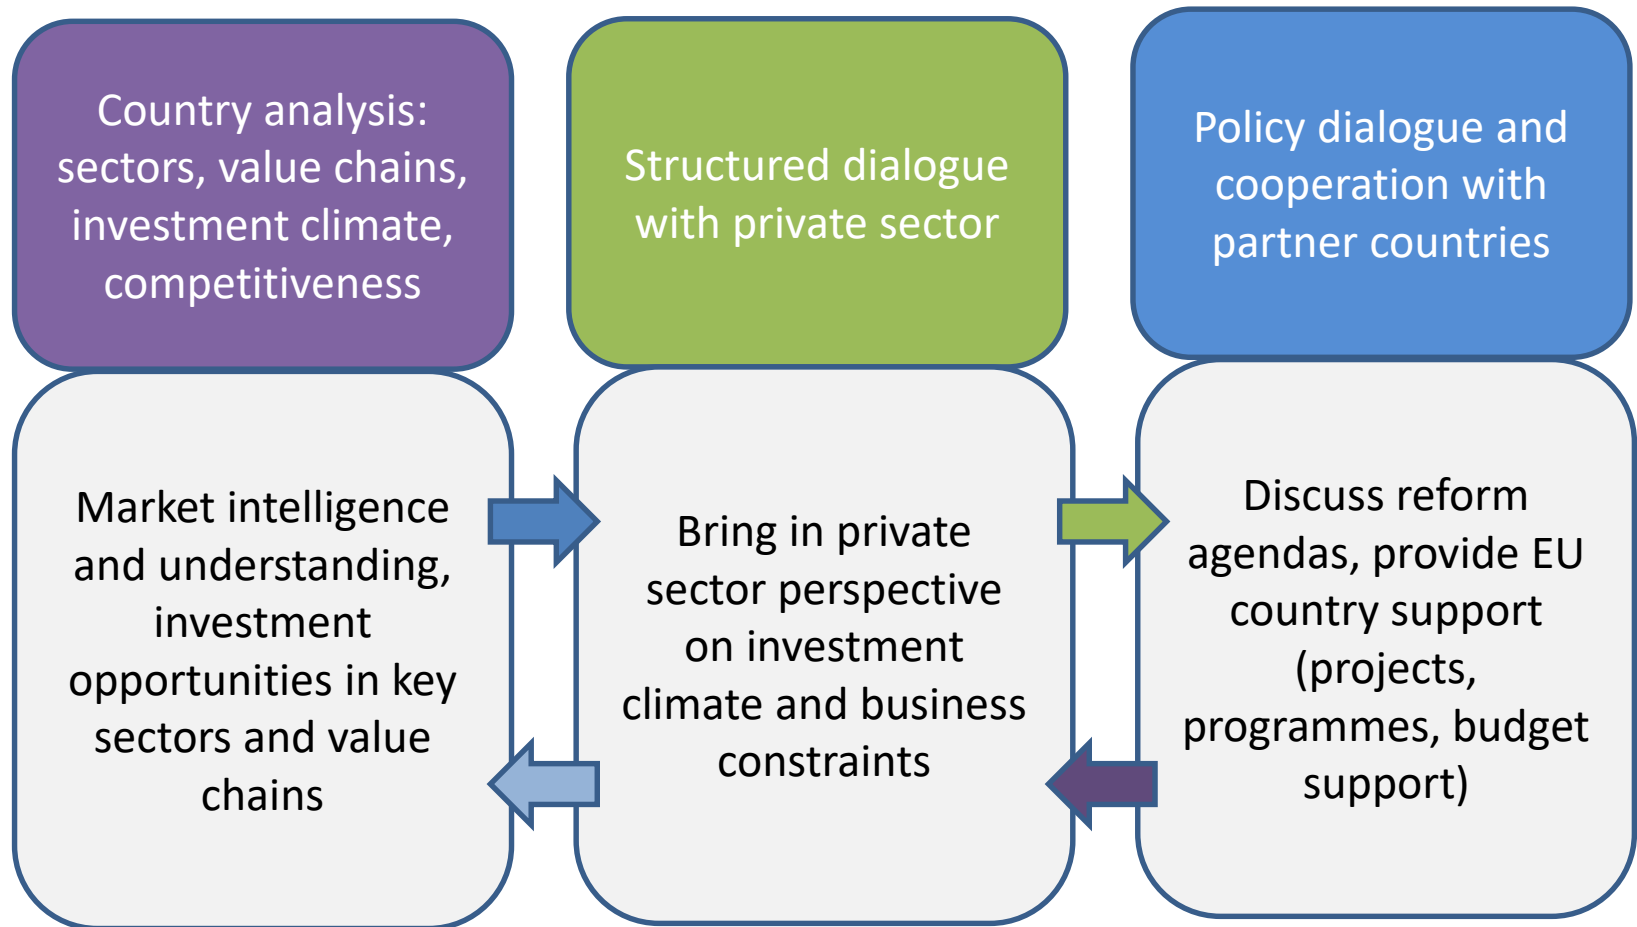 Country analysis:
sectors, value chains,
investment climate,
competitiveness
Structured dialogue
with private sector
Policy dialogue and
cooperation with
partner countries
Market intelligence
and understanding,
investment
opportunities in key
sectors and value
chains
Bring in private
sector perspective
on investment
climate and business
constraints
Discuss reform
agendas, provide EU
country support
(projects,
programmes, budget
support)